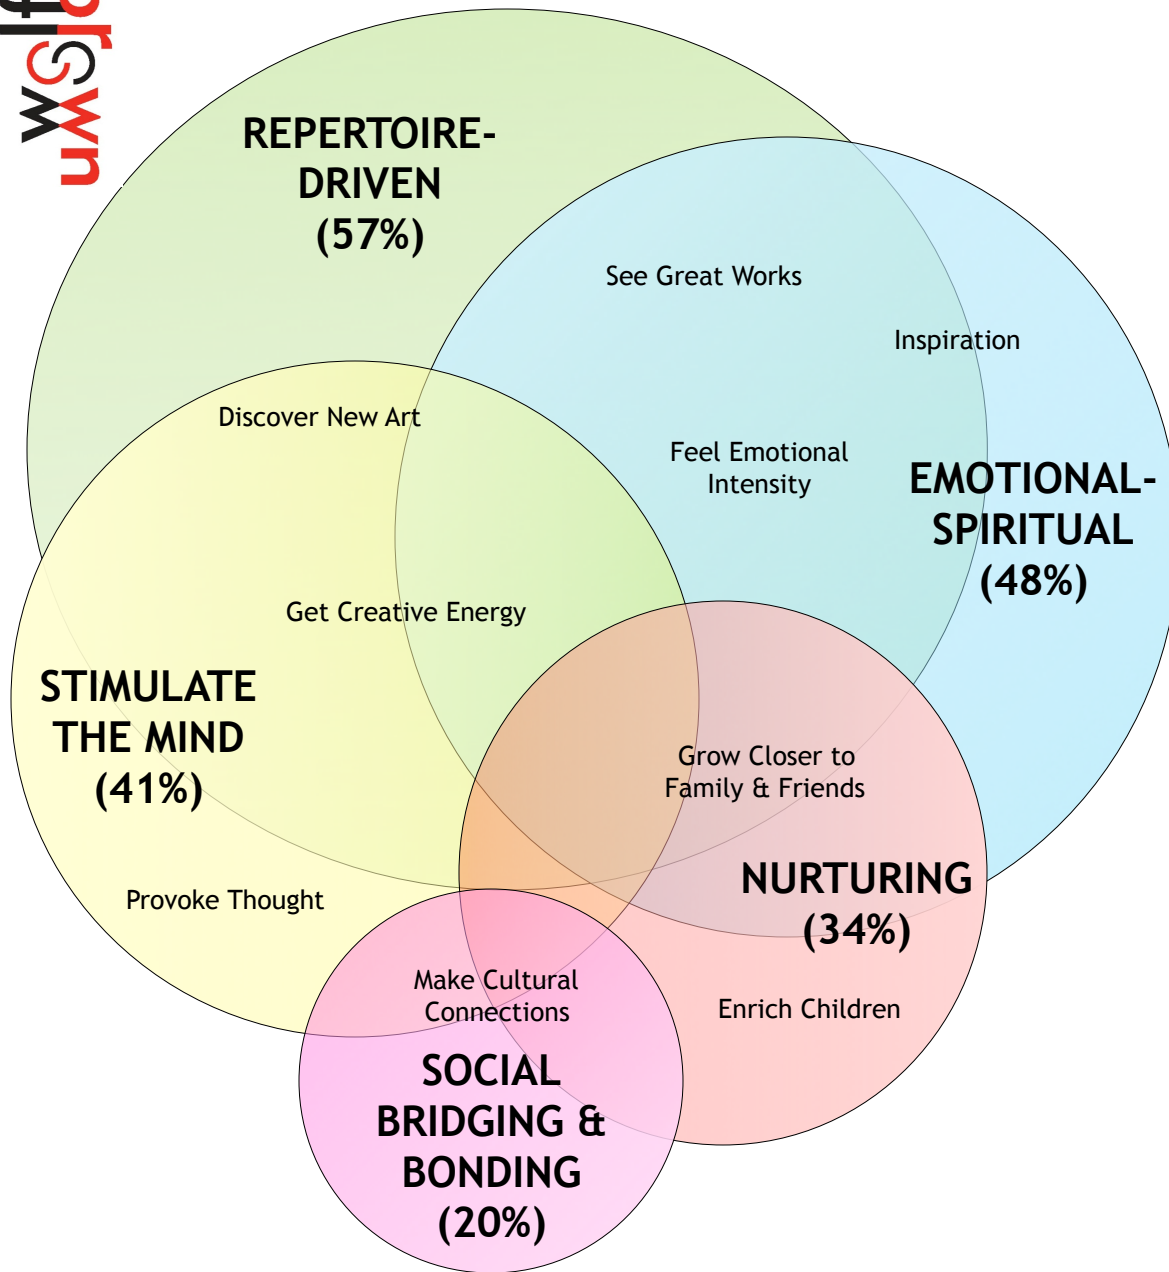 REPERTOIRE-
DRIVEN
(57%)
See Great Works
Inspiration
Discover New Art
Feel Emotional
Intensity
EMOTIONAL-
SPIRITUAL
(48%)
Get Creative Energy
STIMULATE
THE MIND
(41%)
Grow Closer to
Family & Friends
NURTURING
(34%)
Provoke Thought
Make Cultural
Connections
Enrich Children
SOCIAL
BRIDGING &
BONDING
(20%)